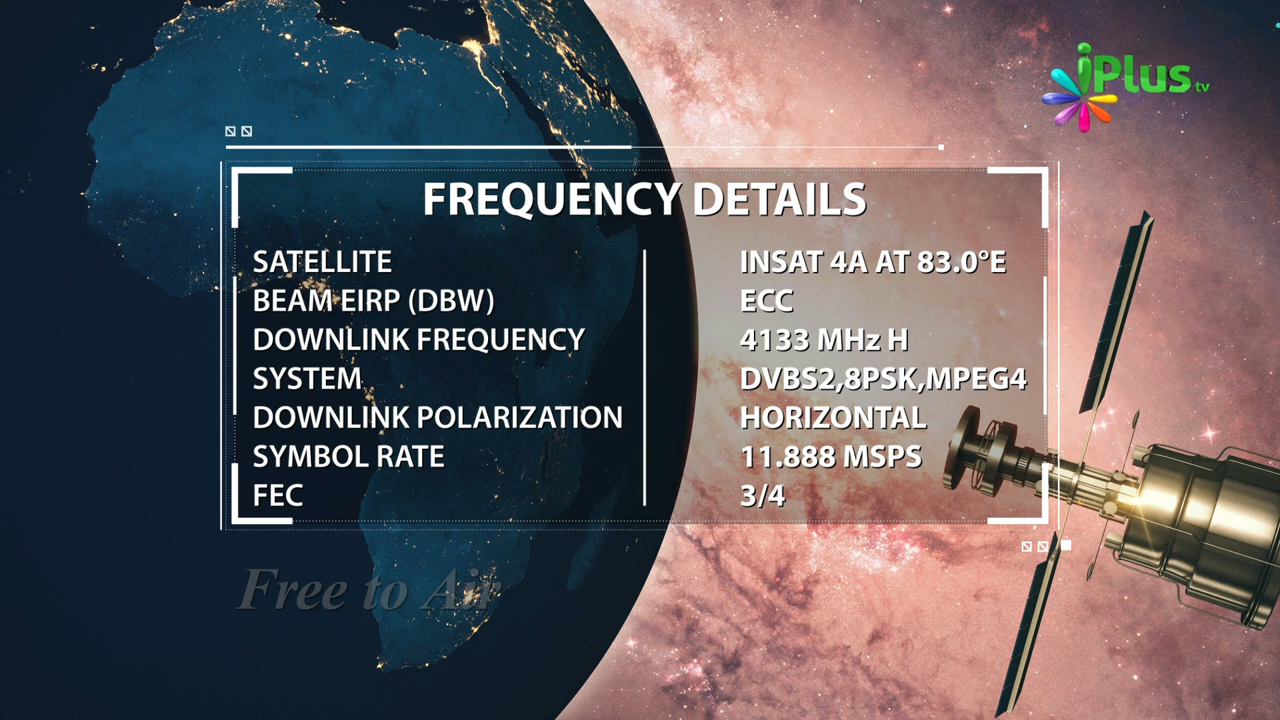 iPlus tv
FREQUENCY DETAILS
SATELLITE INSAT 4A AT 83.0°E
BEAM EIRP (DBW) ECC
DOWNLINK FREQUENCY 4133 MHz H
SYSTEM DVBS2,8PSK,MPEG4
DOWNLINK POLARIZATION HORIZONTAL
SYMBOL RATE 11.888 MSPS
FEC 3/4
Free to Air